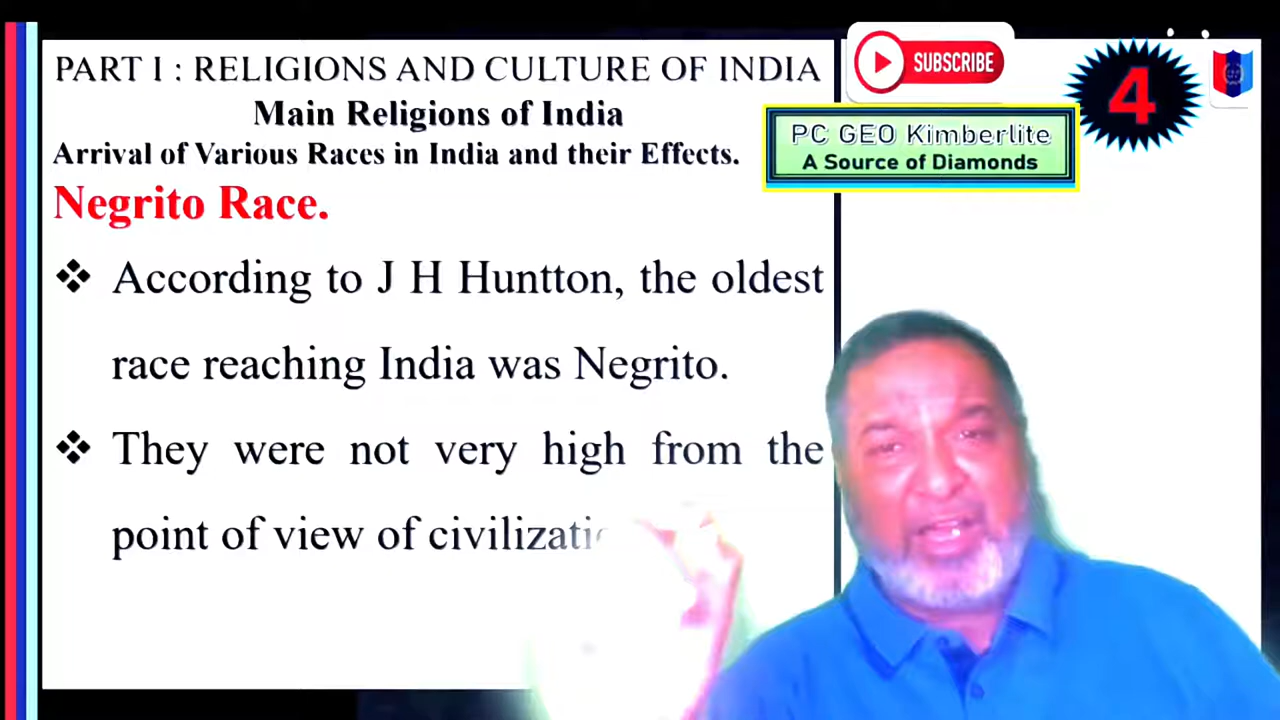 PART I : RELIGIONS AND CULTURE OF INDIA
Main Religions of India
Arrival of Various Races in India and their Effects.
Negrito Race.
❖ According to J H Huntton, the oldest
race reaching India was Negrito.
❖ They were not very high from the
point of view of
SUBSCRIBE
4
PC GEO Kimberlite
A Source of Diamonds